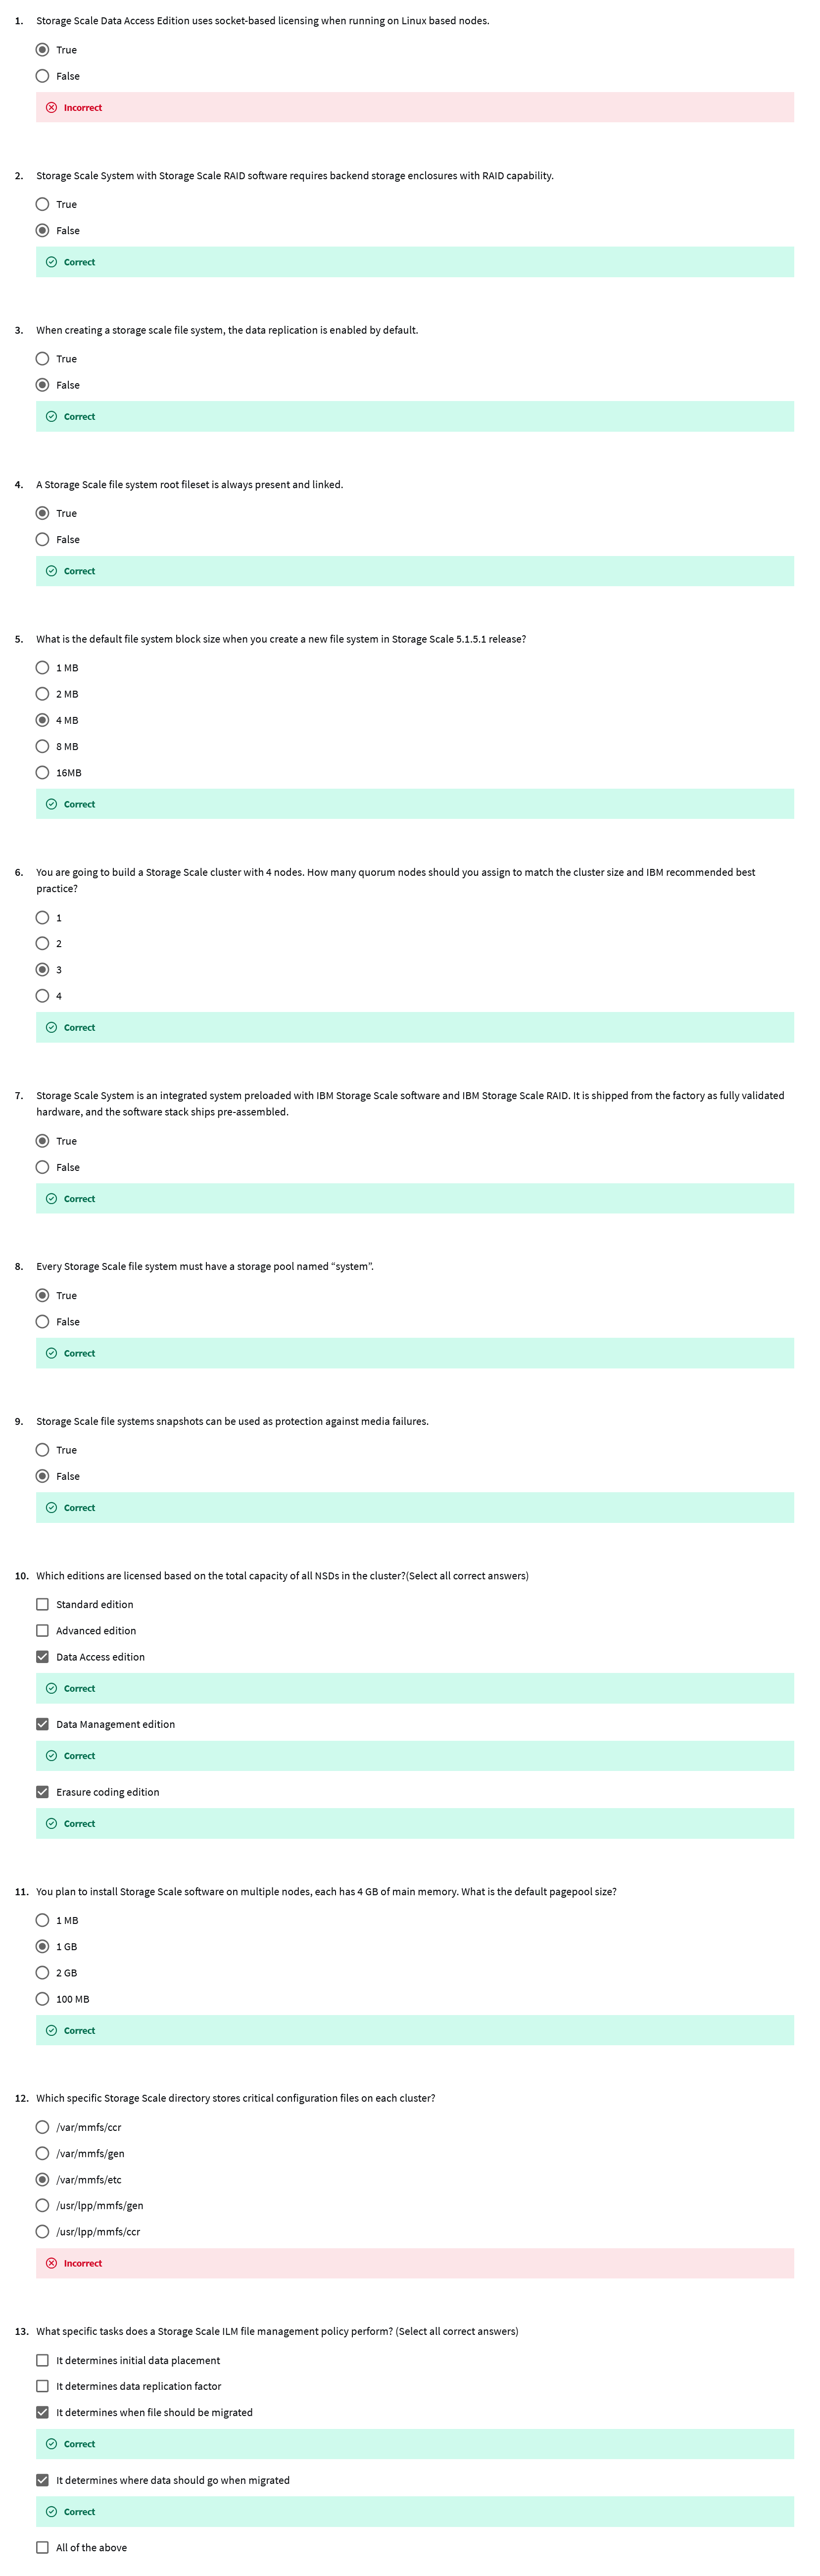 1. Storage Scale Data Access Edition uses socket-based licensing when running on Linux based nodes.
True
False
Incorrect
2. Storage Scale System with Storage Scale RAID software requires backend storage enclosures with RAID capability.
True
False
Correct
3. When creating a storage scale file system, the data replication is enabled by default.
True
False
Correct
4. A Storage Scale file system root fileset is always present and linked.
True
False
Correct
5. What is the default file system block size when you create a new file system in Storage Scale 5.1.5.1 release?
1 MB
2 MB
4 MB
8 MB
16MB
Correct
6. You are going to build a Storage Scale cluster with 4 nodes. How many quorum nodes should you assign to match the cluster size and IBM recommended best
practice?
1
2
3
4
Correct
7. Storage Scale System is an integrated system preloaded with IBM Storage Scale software and IBM Storage Scale RAID. It is shipped from the factory as fully validated
hardware, and the software stack ships pre-assembled.
True
False
Correct
8. Every Storage Scale file system must have a storage pool named “system”.
True
False
Correct
9. Storage Scale file systems snapshots can be used as protection against media failures.
True
False
Correct
10. Which editions are licensed based on the total capacity of all NSDs in the cluster?(Select all correct answers)
Standard edition
Advanced edition
Data Access edition
Correct
Data Management edition
Correct
Erasure coding edition
Correct
11. You plan to install Storage Scale software on multiple nodes, each has 4 GB of main memory. What is the default pagepool size?
1 MB
1 GB
2 GB
100 MB
Correct
12. Which specific Storage Scale directory stores critical configuration files on each cluster?
/var/mmfs/ccr
/var/mmfs/gen
/var/mmfs/etc
/usr/lpp/mmfs/gen
/usr/lpp/mmfs/ccr
Incorrect
13. What specific tasks does a Storage Scale ILM file management policy perform? (Select all correct answers)
It determines initial data placement
It determines data replication factor
It determines when file should be migrated
Correct
It determines where data should go when migrated
Correct
All of the above